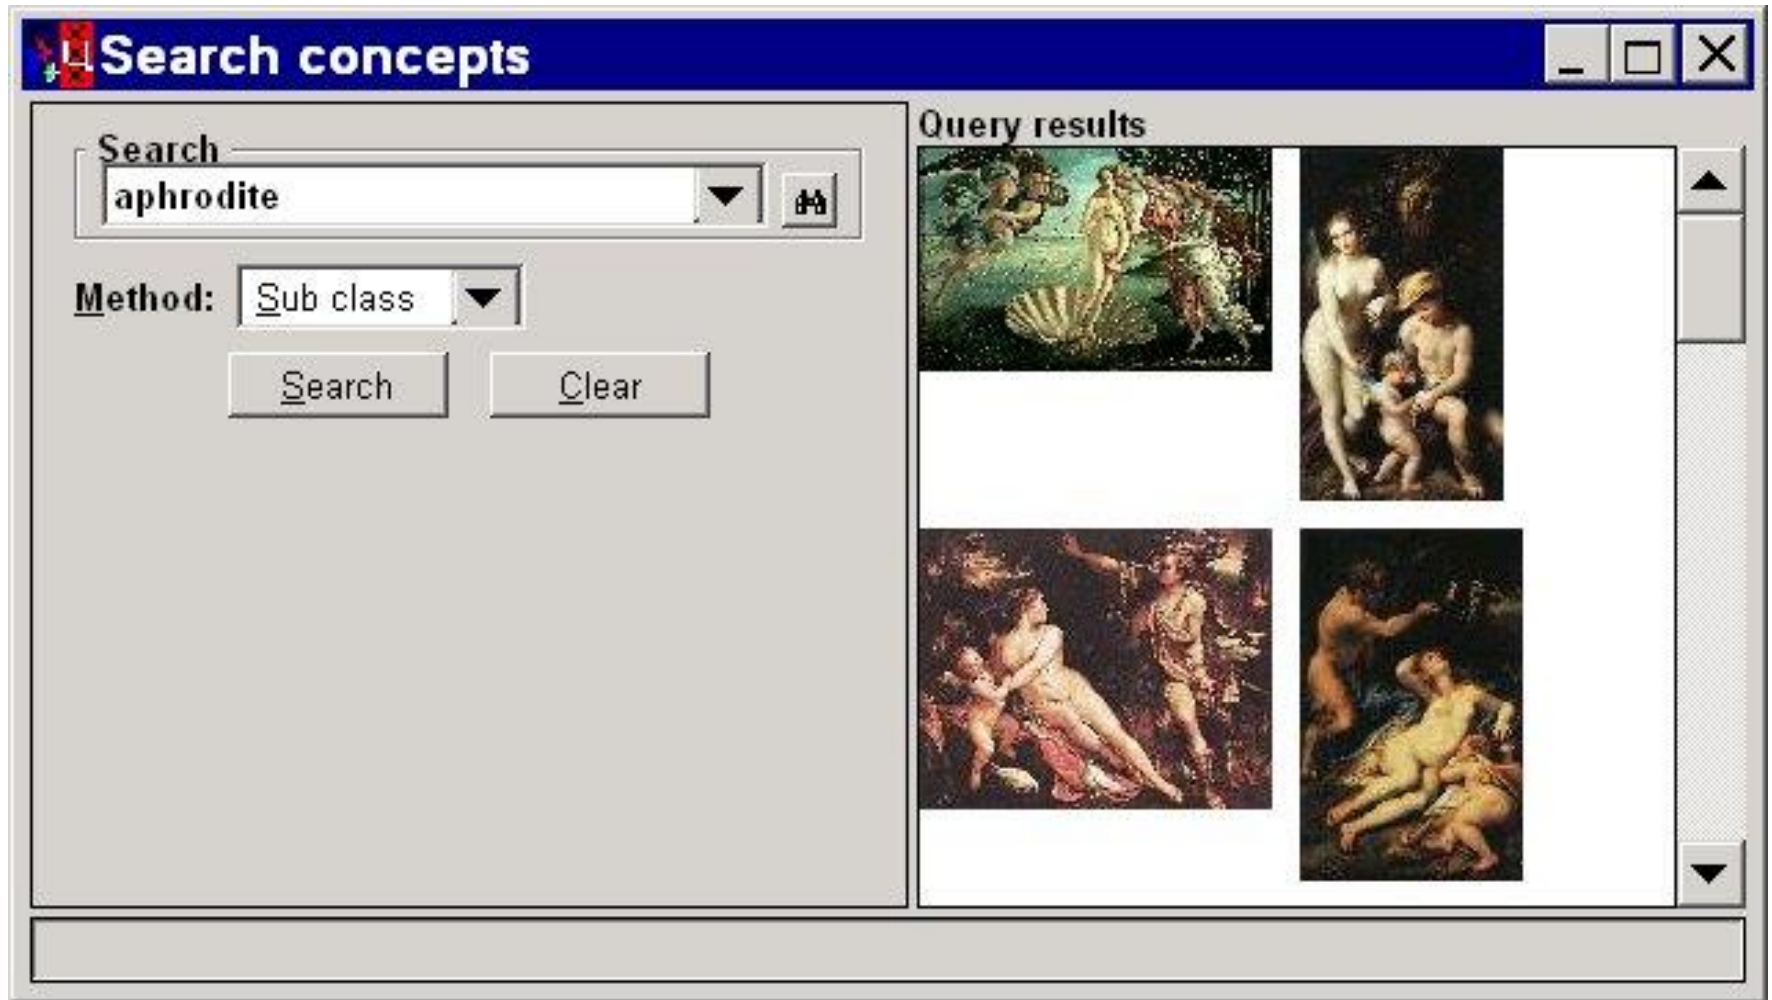 Search concepts
Search
aphrodite
Method: Sub class
Search Clear
Query results